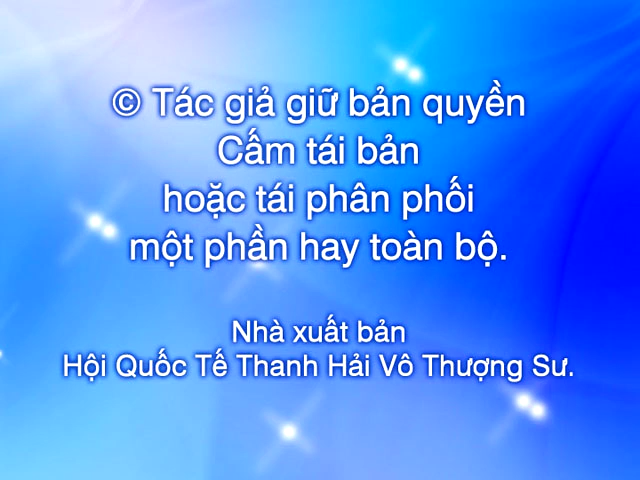 © Tác giả giữ bản quyền
Cấm tái bản
hoặc tái phân phối
một phần hay toàn bộ.
Nhà xuất bản
Hội Quốc Tế Thanh Hải Vô Thượng Sư.